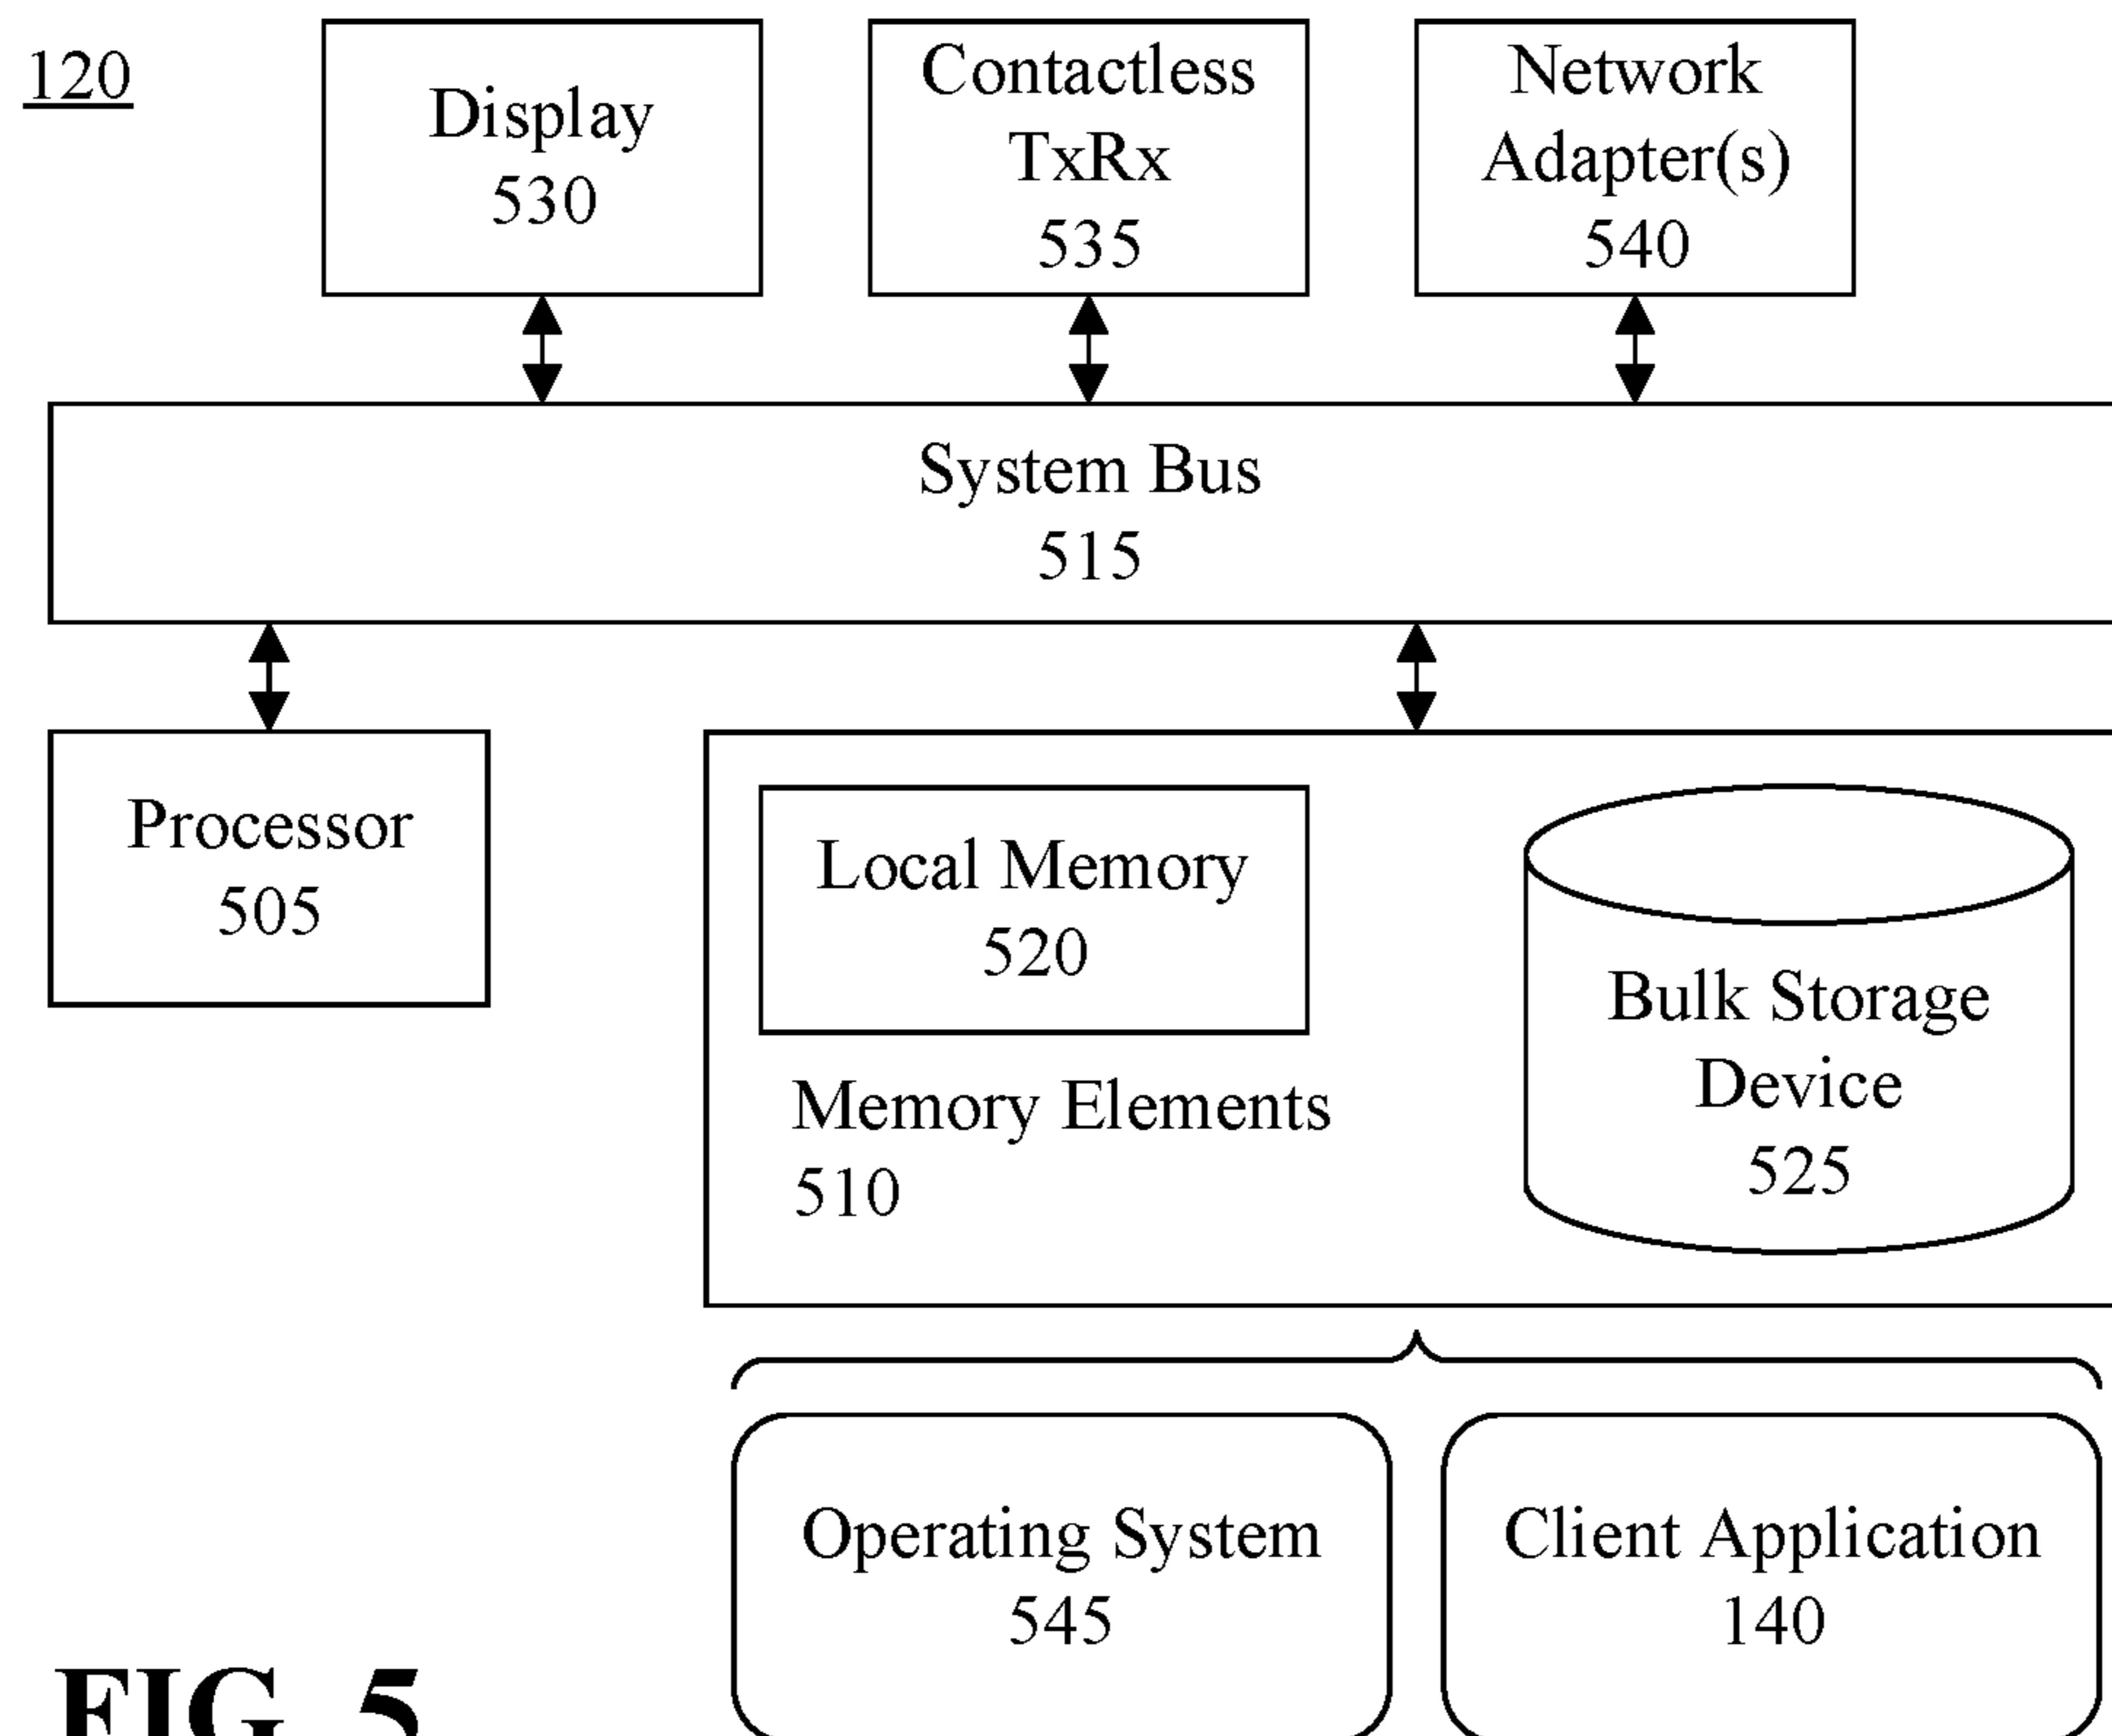 120
Display
530
Contactless
TxRx
535
Network
Adapter(s)
540
System Bus
515
Processor
505
Local Memory
520
Memory Elements
510
Bulk Storage
Device
525
Operating System
545
Client Application
140
FIG. 5